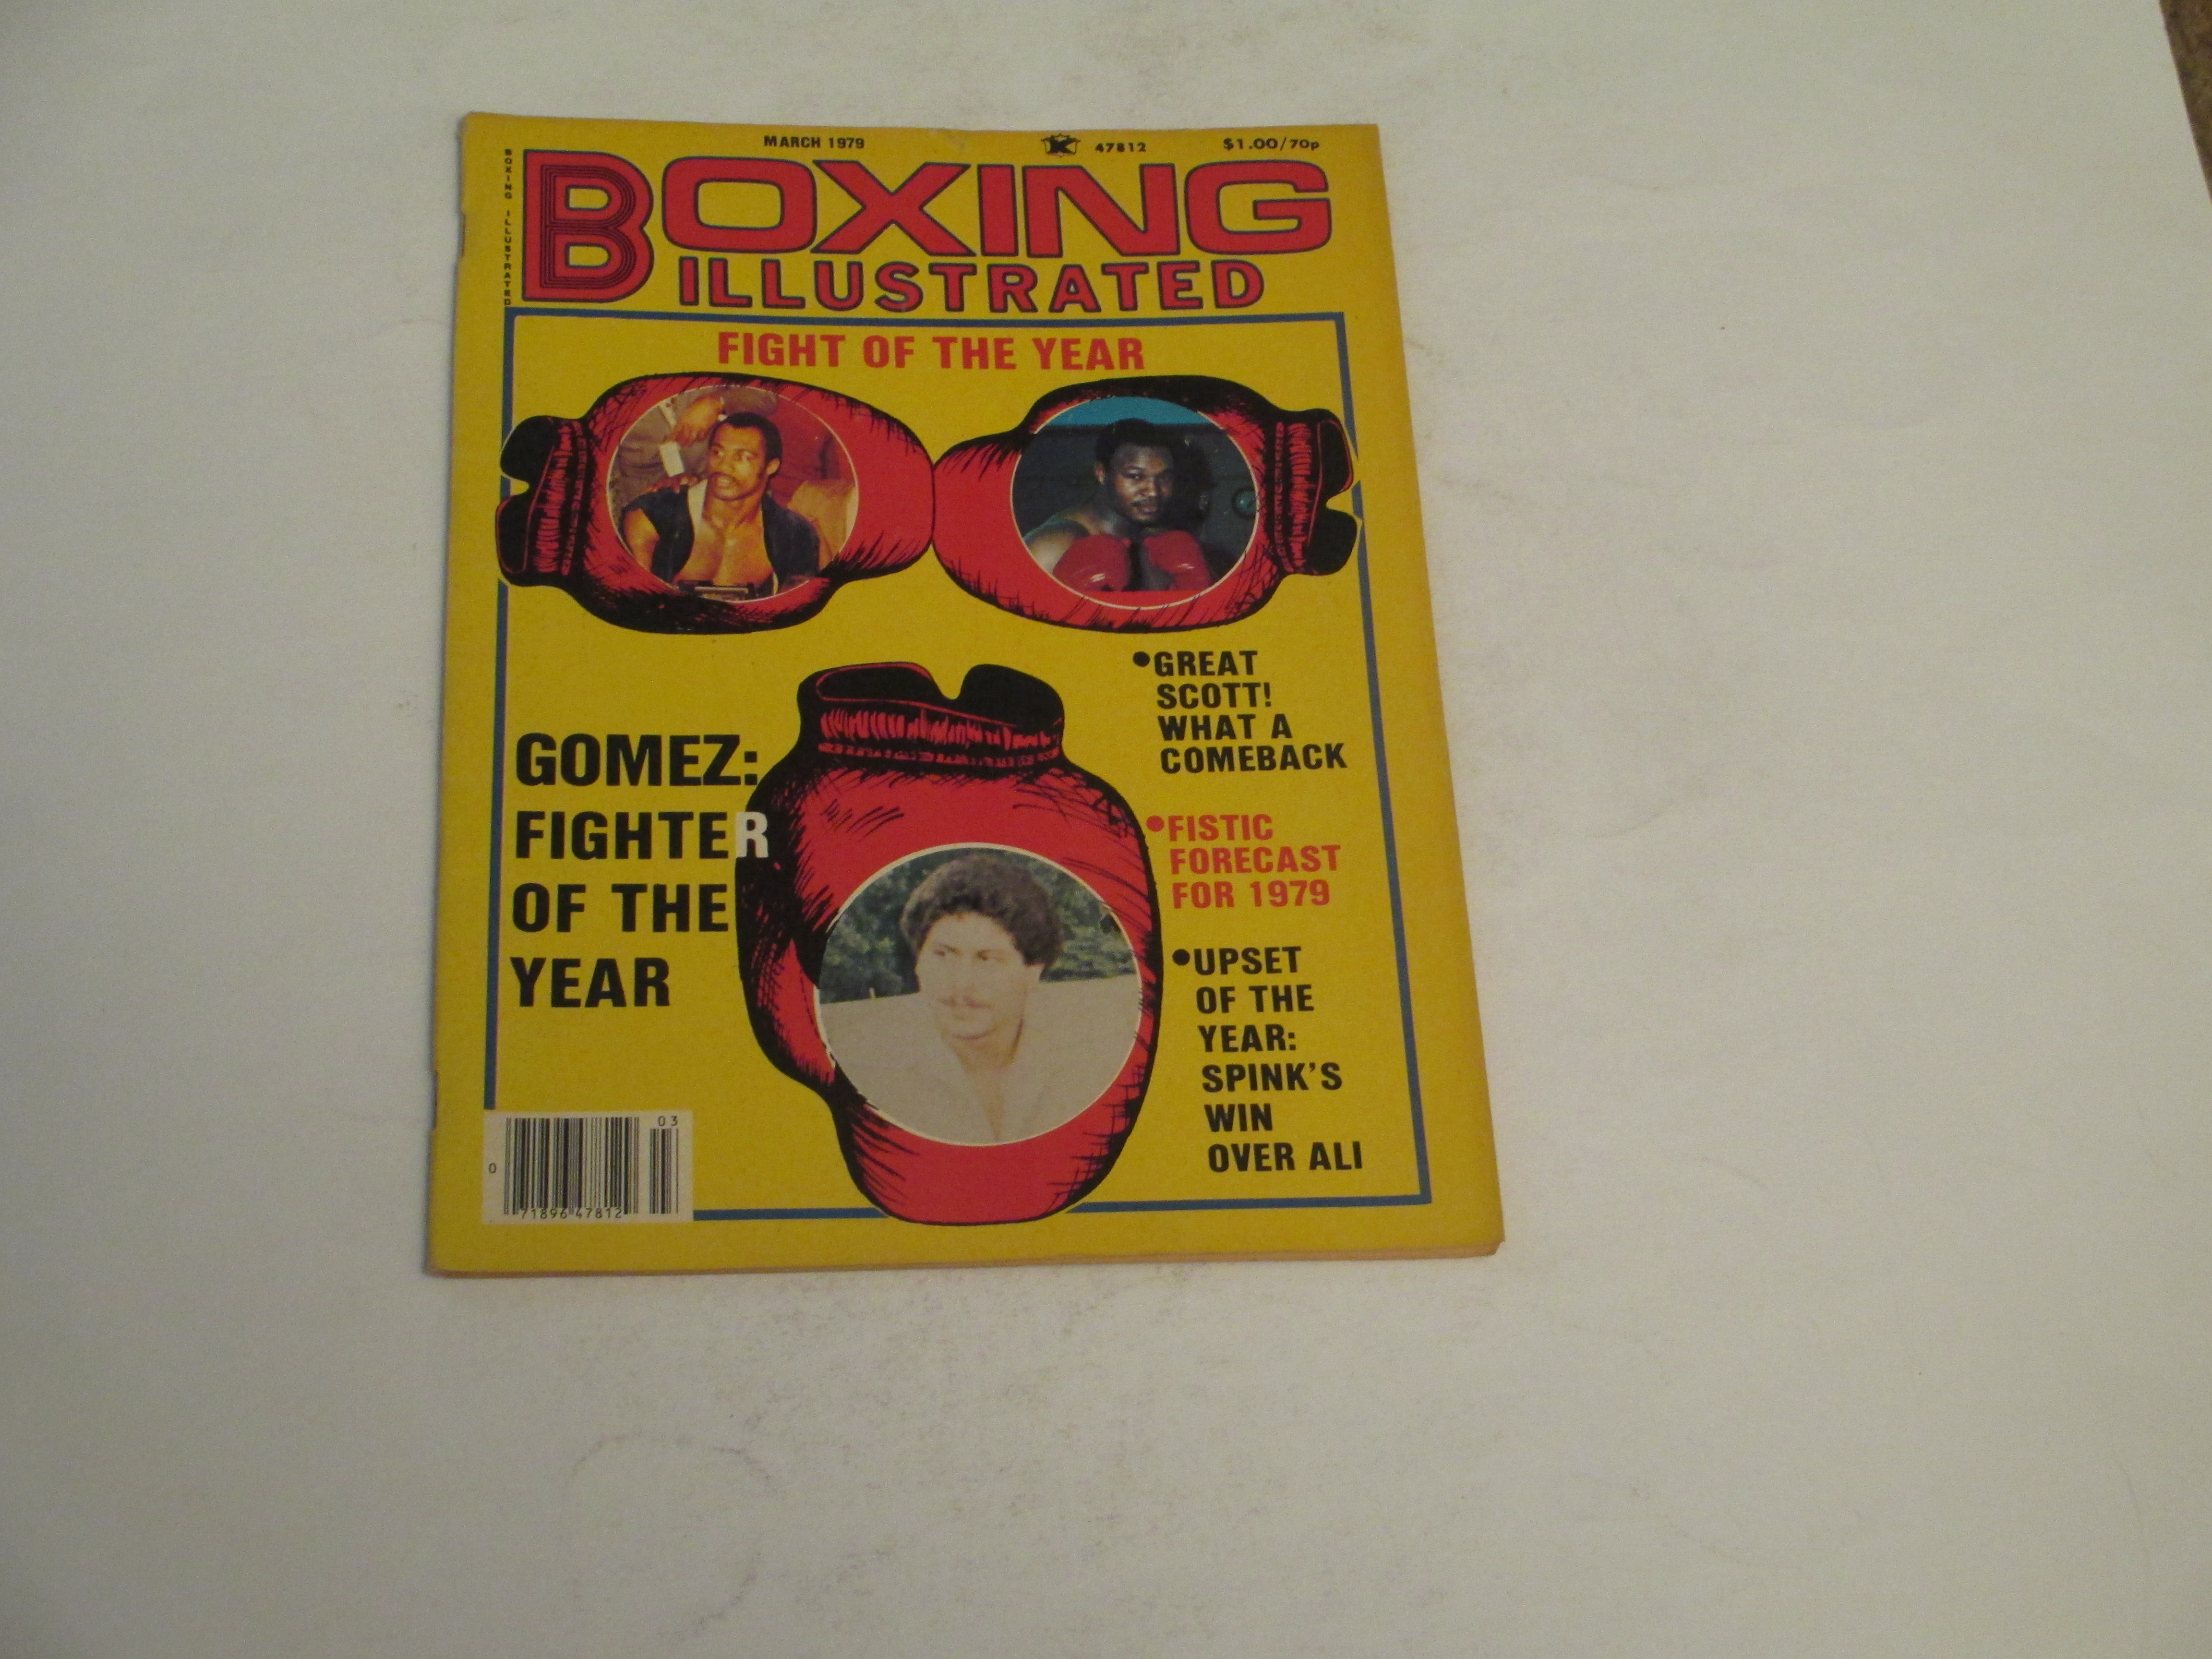 MARCH 1979
K 47812
$1.00/70p
BOXING ILLUSTRATED
BOXING
ILLUSTRATED
FIGHT OF THE YEAR
GOMEZ:
FIGHTER
OF THE
YEAR
•GREAT
SCOTT!
WHAT A
COMEBACK
•FISTIC
FORECAST
FOR 1979
•UPSET
OF THE
YEAR:
SPINK'S
WIN
OVER ALI
03
0
71896 47812